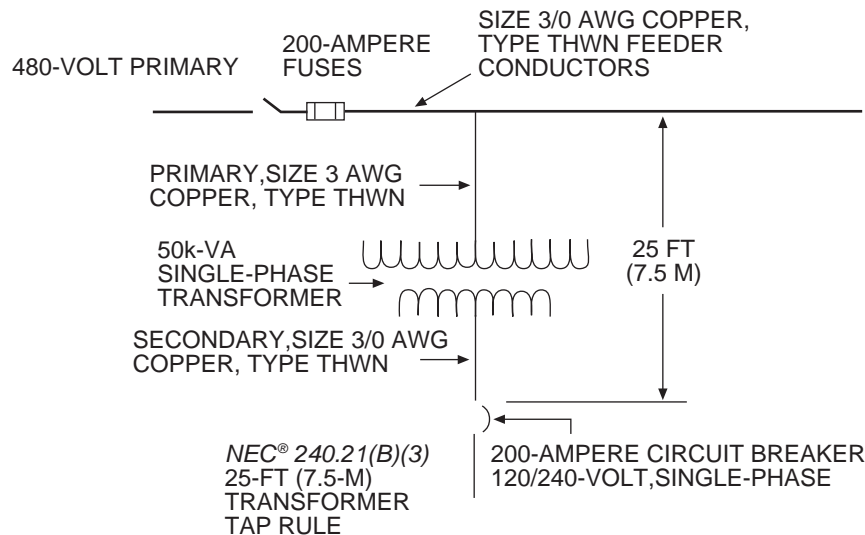 480-VOLT PRIMARY
200-AMPERE
FUSES
SIZE 3/0 AWG COPPER,
TYPE THWN FEEDER
CONDUCTORS
PRIMARY,SIZE 3 AWG
COPPER, TYPE THWN
50k-VA
SINGLE-PHASE
TRANSFORMER
25 FT
(7.5 M)
SECONDARY,SIZE 3/0 AWG
COPPER, TYPE THWN
NEC® 240.21(B)(3)
25-FT (7.5-M)
TRANSFORMER
TAP RULE
200-AMPERE CIRCUIT BREAKER
120/240-VOLT,SINGLE-PHASE